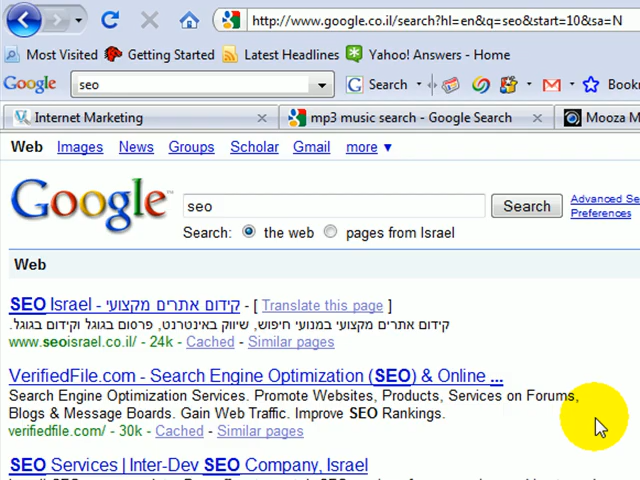 http://www.google.co.il/search?hl=en&q=seo&start=10&sa=N
Most Visited Getting Started Latest Headlines Yahoo! Answers - Home
Google seo G Search
Internet Marketing mp3 music search - Google Search Mooza M
Web Images News Groups Scholar Gmail more ▼
Google™ seo Search Advanced Se
Preferences
Search: the web pages from Israel
Web
SEO Israel - קידום אתרים מקצועי - [ Translate this page ]
קידום אתרים מקצועי במנועי חיפוש, שיווק באינטרנט, פרסום בגוגל וקידום בגוגל.
www.seoisrael.co.il/ - 24k - Cached - Similar pages
VerifiedFile.com - Search Engine Optimization (SEO) & Online ...
Search Engine Optimization Services. Promote Websites, Products, Services on Forums,
Blogs & Message Boards. Gain Web Traffic. Improve SEO Rankings.
verifiedfile.com/ - 30k - Cached - Similar pages
SEO Services | Inter-Dev SEO Company, Israel